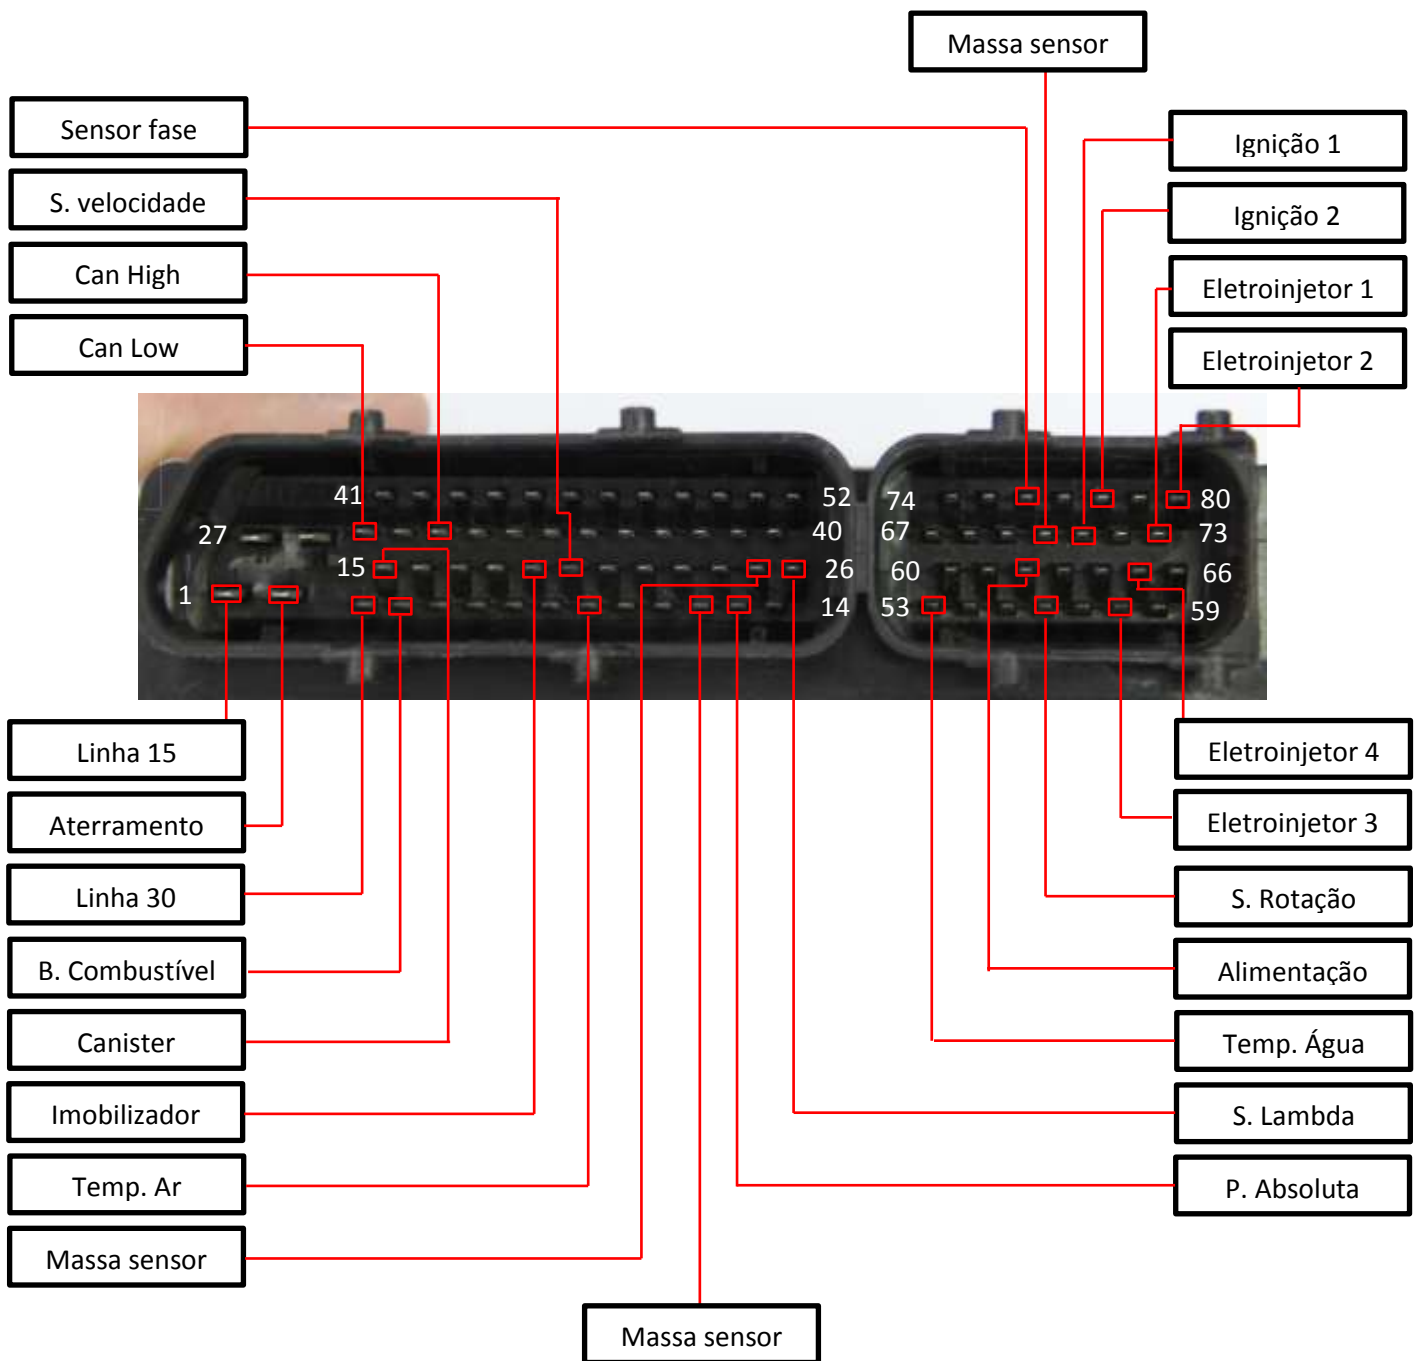 Massa sensor
Sensor fase
Ignição 1
S. velocidade
Ignição 2
Can High
Eletroinjetor 1
Can Low
Eletroinjetor 2
41
52
74
80
27
40
67
73
15
26
60
66
1
14
53
59
Linha 15
Eletroinjetor 4
Aterramento
Eletroinjetor 3
Linha 30
S. Rotação
B. Combustível
Alimentação
Canister
Temp. Água
Imobilizador
S. Lambda
Temp. Ar
P. Absoluta
Massa sensor
Massa sensor